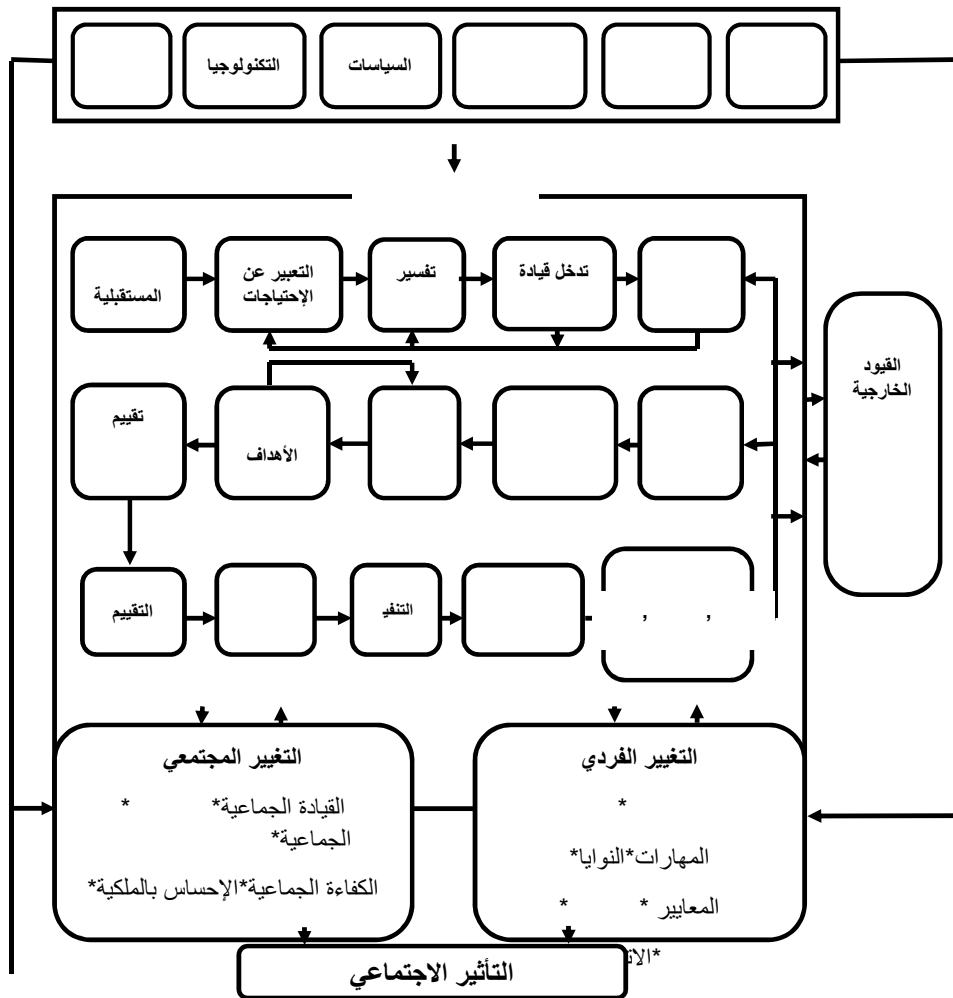 السياسات
التكنولوجيا
المستقبلية
التعبير عن
الإحتياجات
تفسير
تدخل قيادة
القيود
الخارجية
الأهداف
تقييم
التقييم
التنفيذ
التغيير الفردي
*
المهارات*النوايا*
المعايير * *
التغيير المجتمعي
القيادة الجماعية* *
الجماعية*
الكفاءة الجماعية*الإحساس بالملكية*
التأثير الاجتماعي